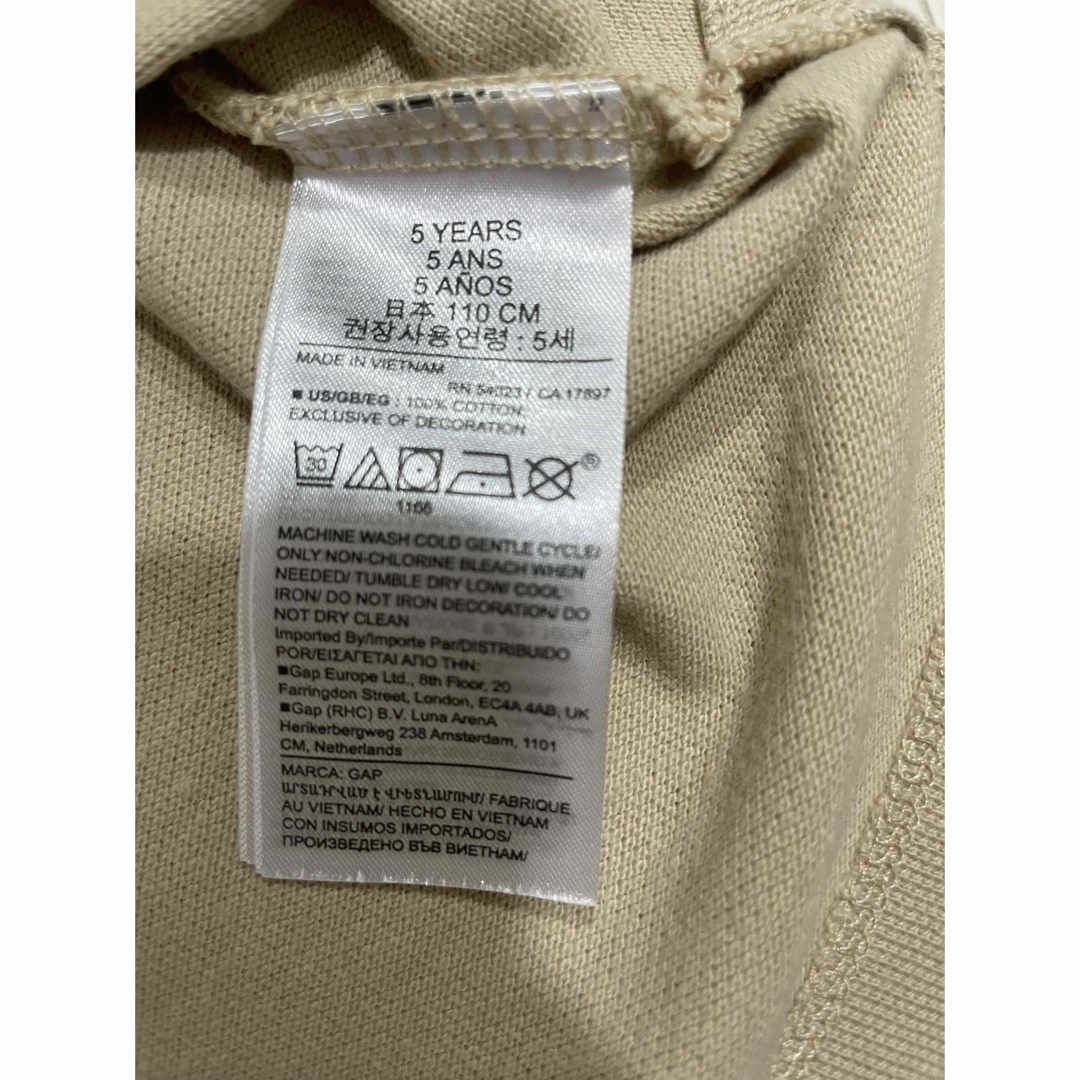 5 YEARS
5 ANS
5 AÑOS
日本 110 CM
권장사용연령 : 5세
MADE IN VIETNAM
RN 54023 / CA 17897
■ US/GB/EG : 100% COTTON.
EXCLUSIVE OF DECORATION
30
®
1166
MACHINE WASH COLD GENTLE CYCLE/
ONLY NON-CHLORINE BLEACH WHEN
NEEDED/ TUMBLE DRY LOW/ COOL
IRON/ DO NOT IRON DECORATION/ DO
NOT DRY CLEAN
Imported By/Importe Par/DISTRIBUIDO
POR/ΕΙΣΑΓΕΤΑΙ ΑΠΟ ΤΗΝ:
■Gap Europe Ltd., 8th Floor, 20
Farringdon Street, London, EC4A 4AB, UK
■Gap (RHC) B.V. Luna ArenA
Herikerbergweg 238 Amsterdam, 1101
CM, Netherlands
MARCA: GAP
ԱՐՏԱԴՎԱԾ Է ՎԻԵՏՆԱՄՈՒՄ/ FABRIQUE
AU VIETNAM/ HECHO EN VIETNAM
CON INSUMOS IMPORTADOS/
ПРОИЗВЕДЕНО ВЪВ ВИЕТНАМ/